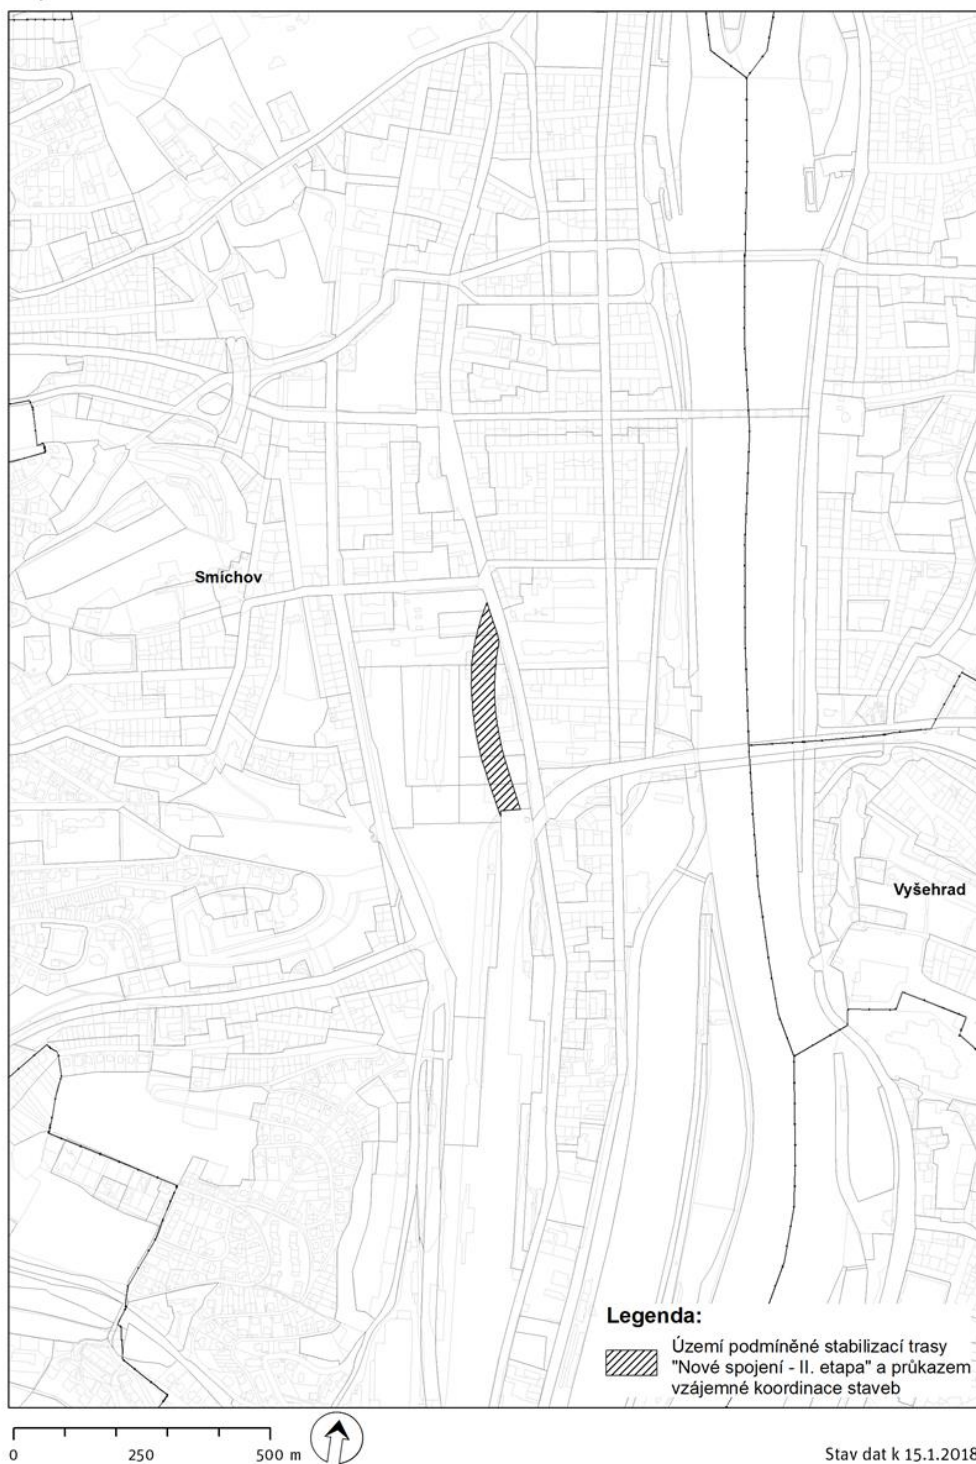 Smíchov
Vyšehrad
Legenda:
Území podmíněné stabilizací trasy
"Nové spojení - II. etapa" a průkazem
vzájemné koordinace staveb
0 250 500 m
Stav dat k 15.1.2018